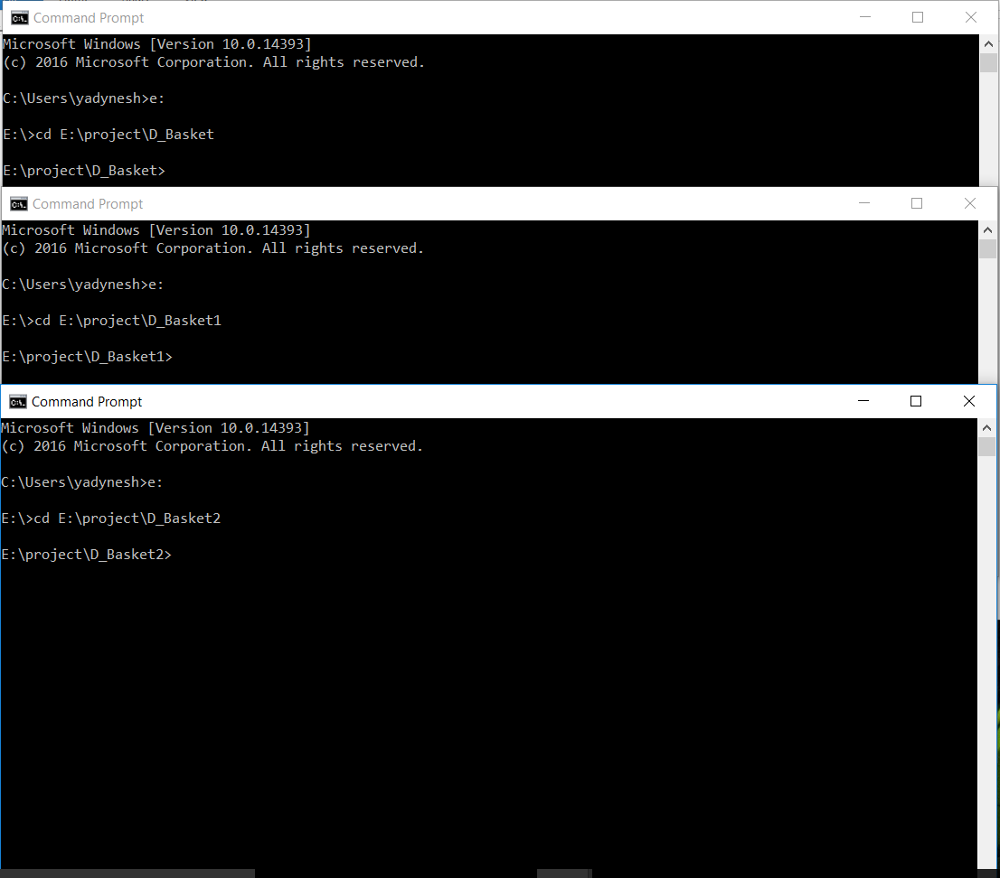 Command Prompt
Microsoft Windows [Version 10.0.14393]
(c) 2016 Microsoft Corporation. All rights reserved.
C:\Users\yadynesh>e:
E:\>cd E:\project\D_Basket
E:\project\D_Basket>
Command Prompt
Microsoft Windows [Version 10.0.14393]
(c) 2016 Microsoft Corporation. All rights reserved.
C:\Users\yadynesh>e:
E:\>cd E:\project\D_Basket1
E:\project\D_Basket1>
Command Prompt
Microsoft Windows [Version 10.0.14393]
(c) 2016 Microsoft Corporation. All rights reserved.
C:\Users\yadynesh>e:
E:\>cd E:\project\D_Basket2
E:\project\D_Basket2>